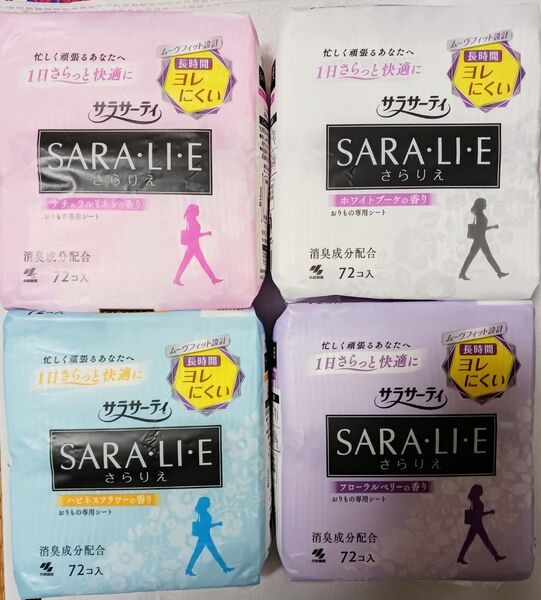 忙しく頑張るあなたへ
1日さらっと快適に
ムーヴフィット設計
長時間
ヨレ
にくい
サラサーティ
SARA・LI・E
さらりえ
ナチュラルリネンの香り
おりもの専用シート
消臭成分配合
小林製薬
72コ入
忙しく頑張るあなたへ
1日さらっと快適に
ムーヴフィット設計
長時間
ヨレ
にくい
サラサーティ
SARA・LI・E
さらりえ
ホワイトブーケの香り
おりもの専用シート
消臭成分配合
小林製薬
72コ入
忙しく頑張るあなたへ
1日さらっと快適に
ムーヴフィット設計
長時間
ヨレ
にくい
サラサーティ
SARA・LI・E
さらりえ
ハピネスフラワーの香り
おりもの専用シート
消臭成分配合
小林製薬
72コ入
忙しく頑張るあなたへ
1日さらっと快適に
ムーヴフィット設計
長時間
ヨレ
にくい
サラサーティ
SARA・LI・E
さらりえ
フローラルベリーの香り
おりもの専用シート
消臭成分配合
小林製薬
72コ入